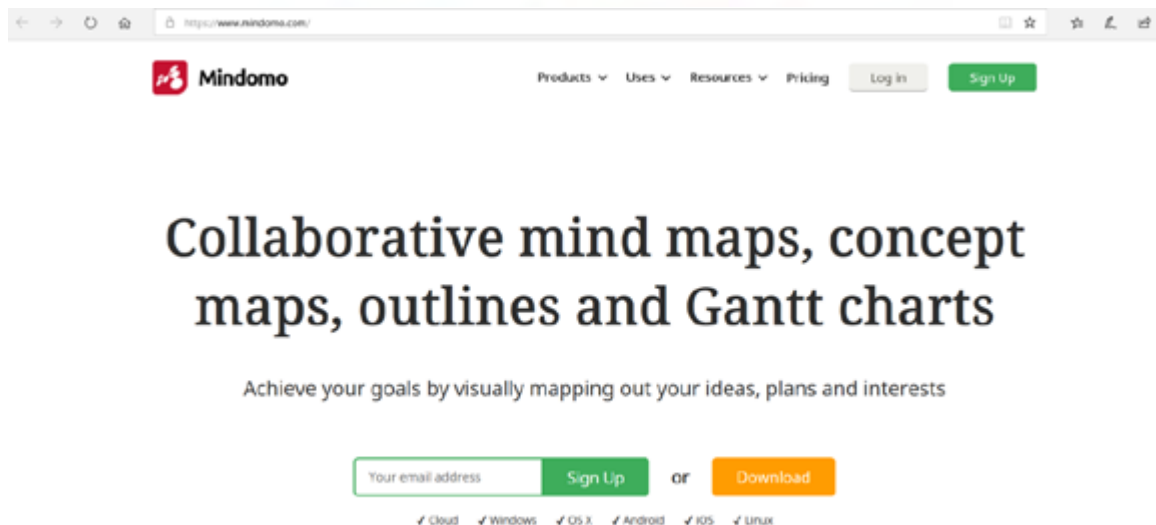 https://www.mindomo.com/
Mindomo
Products Uses Resources Pricing Log in Sign Up
Collaborative mind maps, concept
maps, outlines and Gantt charts
Achieve your goals by visually mapping out your ideas, plans and interests
Your email address Sign Up or Download
✓ Cloud ✓ Windows ✓ OS X ✓ Android ✓ iOS ✓ Linux